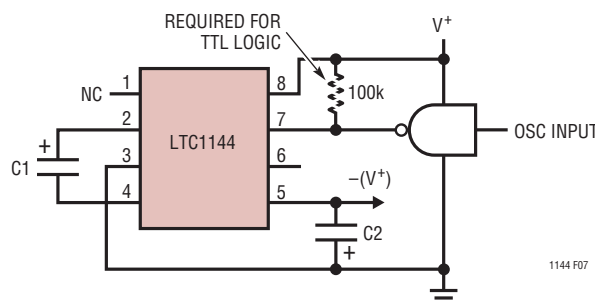 REQUIRED FOR
TTL LOGIC
V+
NC
1
8
100k
2
LTC1144
7
OSC INPUT
+
C1
3
6
4
5
–(V+)
C2
+
1144 F07